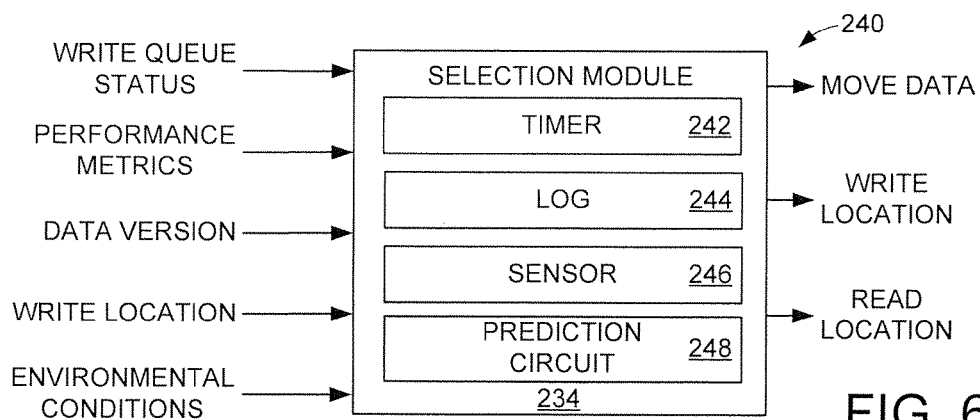 240
WRITE QUEUE
STATUS
PERFORMANCE
METRICS
DATA VERSION
WRITE LOCATION
ENVIRONMENTAL
CONDITIONS
SELECTION MODULE
TIMER 242
LOG 244
SENSOR 246
PREDICTION
CIRCUIT 248
234
MOVE DATA
WRITE
LOCATION
READ
LOCATION
FIG. 6